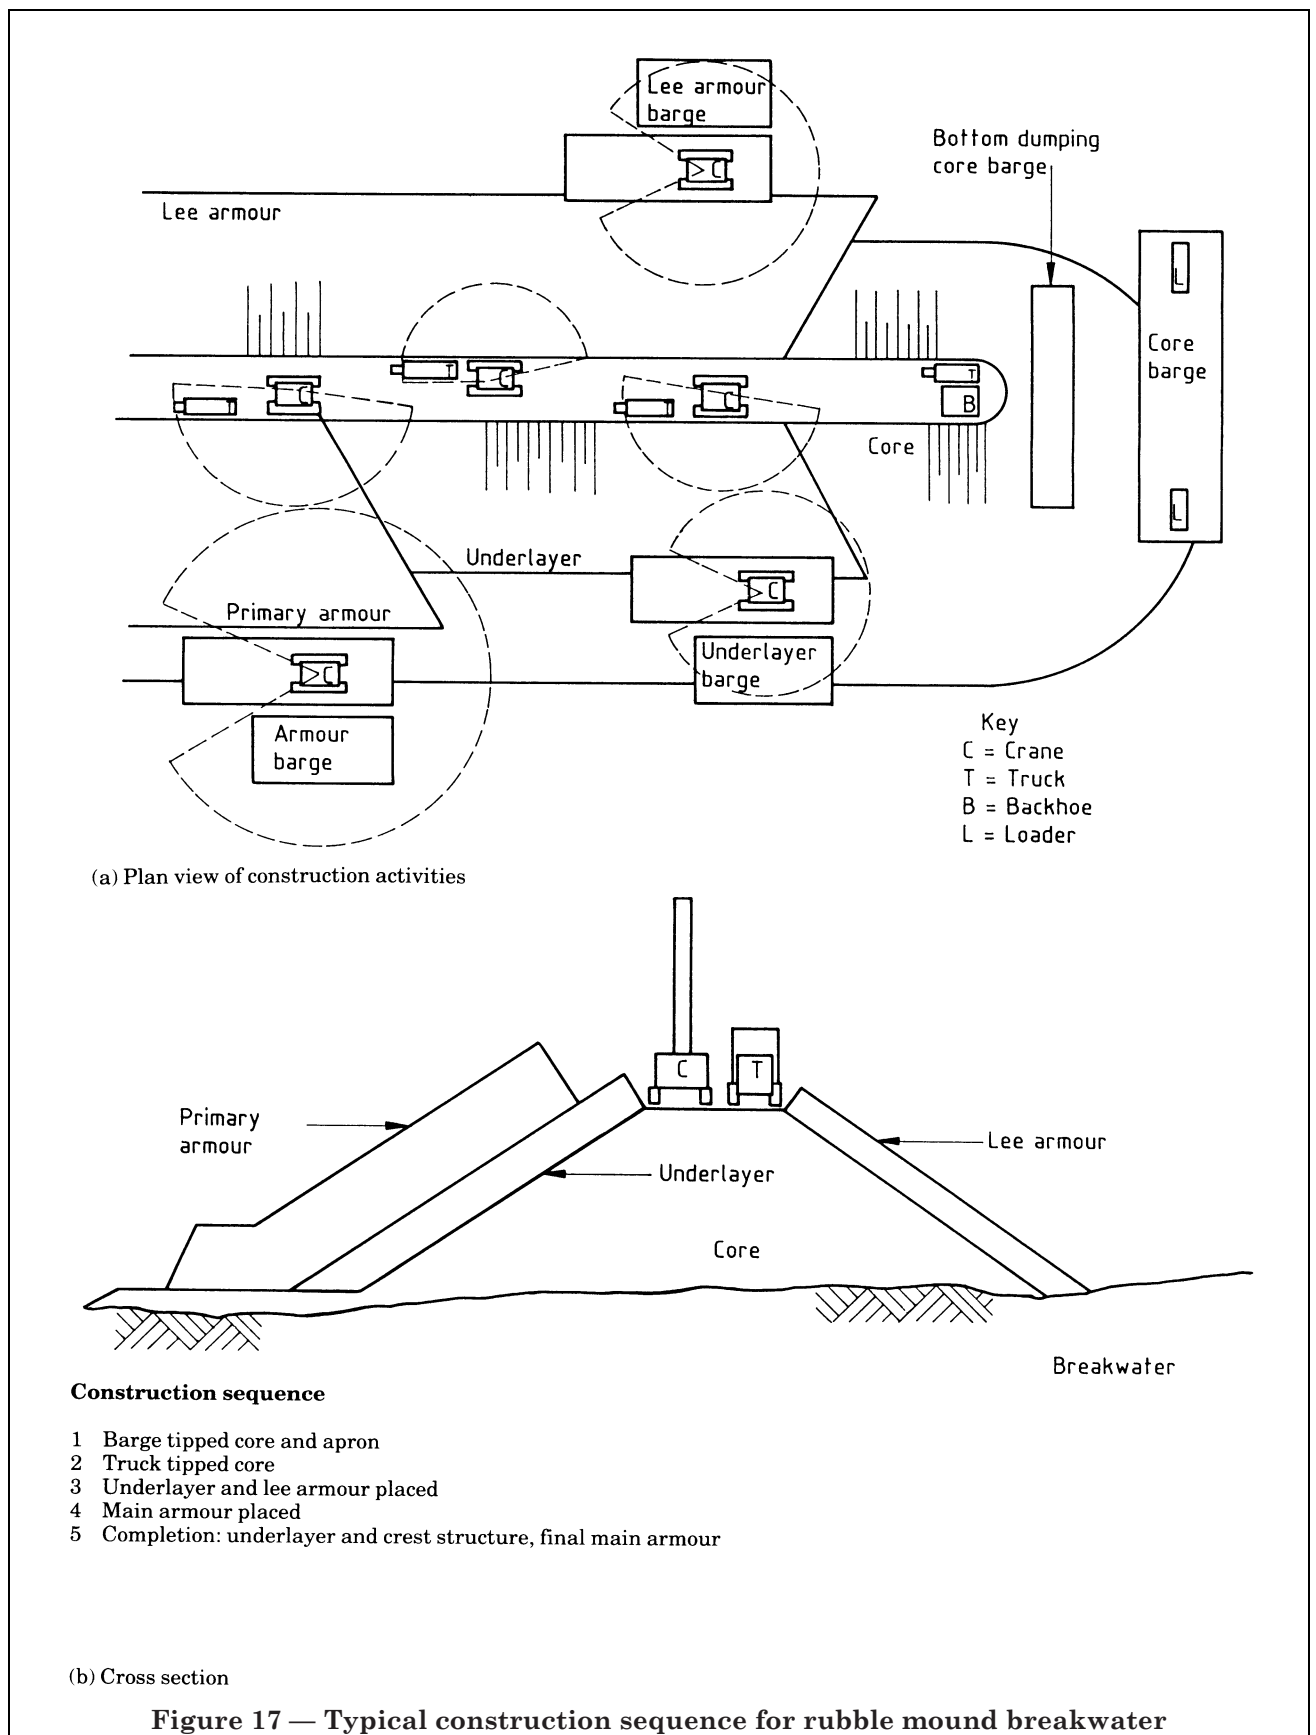 Lee armour
barge
C
Bottom dumping
core barge
Lee armour
L
Core
barge
T
C
T
C
C
B
Core
L
Underlayer
C
Primary armour
Underlayer
barge
C
Armour
barge
Key
C = Crane
T = Truck
B = Backhoe
L = Loader
(a) Plan view of construction activities
C
T
Primary
armour
Lee armour
Underlayer
Core
Breakwater
Construction sequence
1 Barge tipped core and apron
2 Truck tipped core
3 Underlayer and lee armour placed
4 Main armour placed
5 Completion: underlayer and crest structure, final main armour
(b) Cross section
Figure 17 — Typical construction sequence for rubble mound breakwater